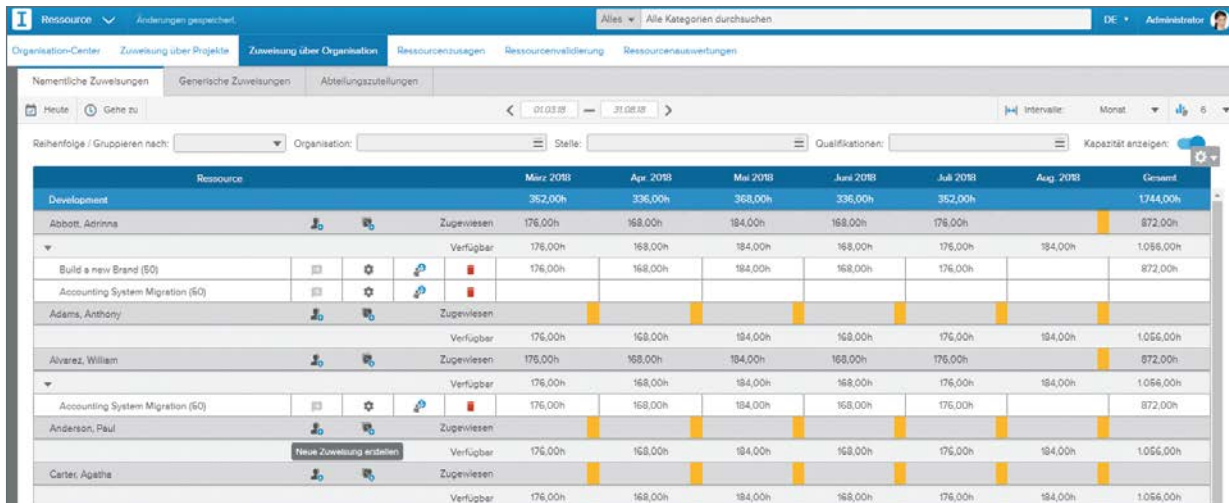 I Ressource Änderungen gespeichert. Alles Alle Kategorien durchsuchen DE Administrator
Organisation-Center Zuweisung über Projekte Zuweisung über Organisation Ressourcenzusagen Ressourcenvalidierung Ressourcenauswertungen
Namentliche Zuweisungen Generische Zuweisungen Abteilungszuteilungen
Heute Gehe zu 01.03.18 — 31.08.18 Intervalle: Monat 6
Reihenfolge / Gruppieren nach: Organisation: Stelle: Qualifikationen: Kapazität anzeigen:
Ressource März 2018 Apr. 2018 Mai 2018 Juni 2018 Juli 2018 Aug. 2018 Gesamt
Development 352,00h 336,00h 368,00h 336,00h 352,00h 1.744,00h
Abbott, Adrinna Zugewiesen 176,00h 168,00h 184,00h 168,00h 176,00h 872,00h
Verfügbar 176,00h 168,00h 184,00h 168,00h 176,00h 184,00h 1.056,00h
Build a new Brand (50) 176,00h 168,00h 184,00h 168,00h 176,00h 872,00h
Accounting System Migration (60)
Adams, Anthony Zugewiesen
Verfügbar 176,00h 168,00h 184,00h 168,00h 176,00h 184,00h 1.056,00h
Alvarez, William Zugewiesen 176,00h 168,00h 184,00h 168,00h 176,00h 872,00h
Verfügbar 176,00h 168,00h 184,00h 168,00h 176,00h 184,00h 1.056,00h
Accounting System Migration (60) 176,00h 168,00h 184,00h 168,00h 176,00h 872,00h
Anderson, Paul Zugewiesen
Neue Zuweisung erstellen Verfügbar 176,00h 168,00h 184,00h 168,00h 176,00h 184,00h 1.056,00h
Carter, Agatha Zugewiesen
Verfügbar 176,00h 168,00h 184,00h 168,00h 176,00h 184,00h 1.056,00h